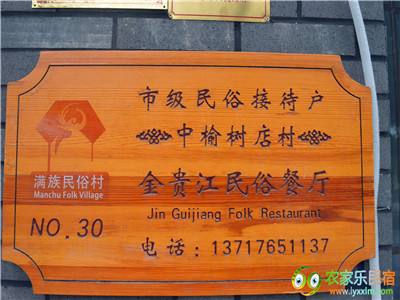 市级民俗接待户
中榆树店村
金贵江民俗餐厅
Jin Guijiang Folk Restaurant
电话：13717651137
满族民俗村
Manchu Folk Village
NO.30
农家乐民宿
www.iyxxin.com